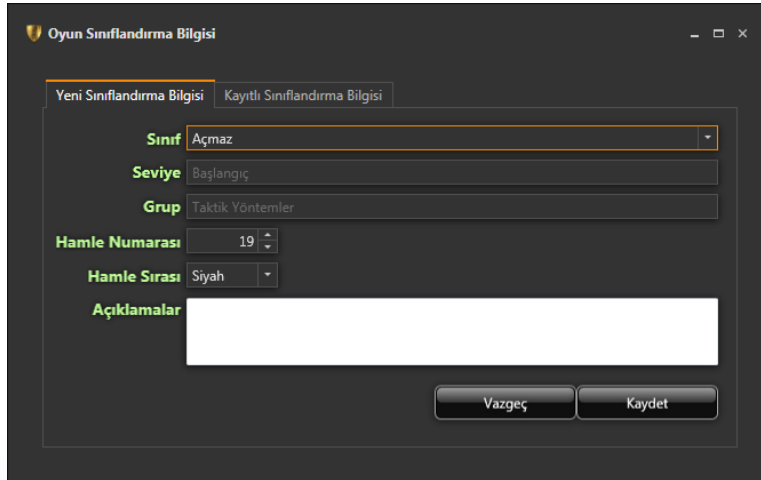 Oyun Sınıflandırma Bilgisi
Yeni Sınıflandırma Bilgisi Kayıtlı Sınıflandırma Bilgisi
Sınıf Açmaz
Seviye Başlangıç
Grup Taktik Yöntemler
Hamle Numarası 19
Hamle Sırası Siyah
Açıklamalar
Vazgeç Kaydet